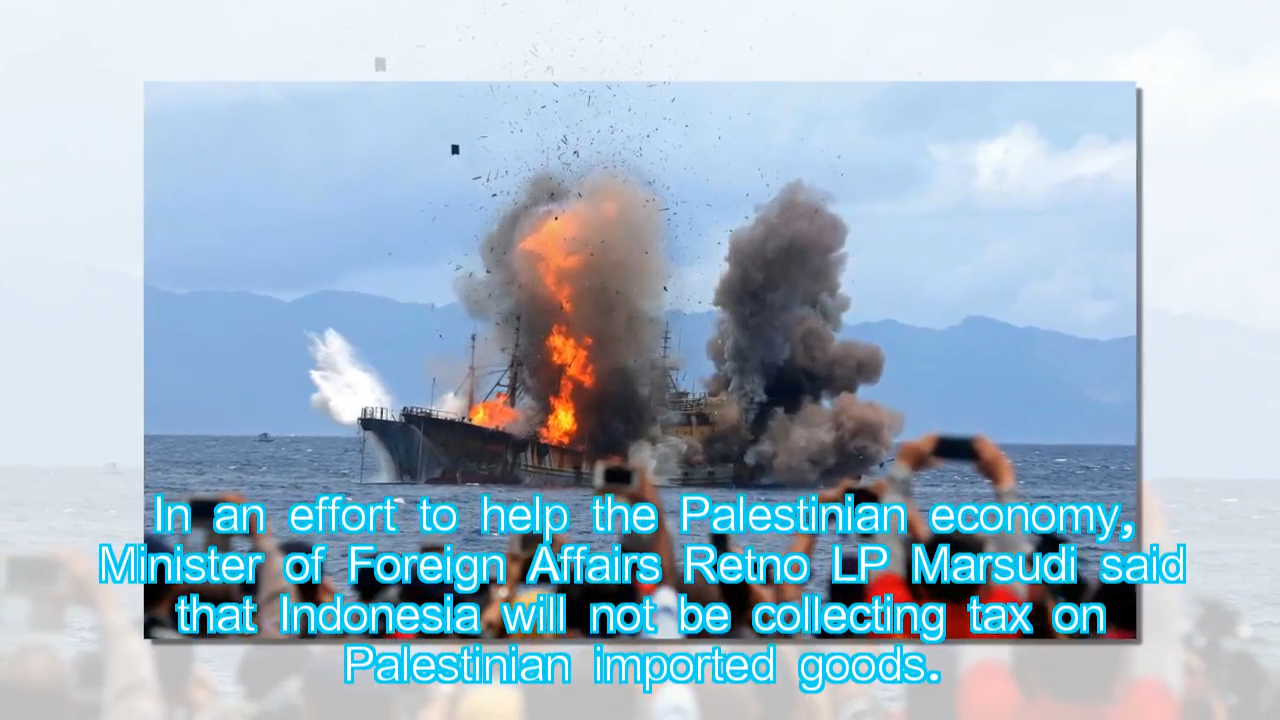 In an effort to help the Palestinian economy,
Minister of Foreign Affairs Retno LP Marsudi said
that Indonesia will not be collecting tax on
Palestinian imported goods.